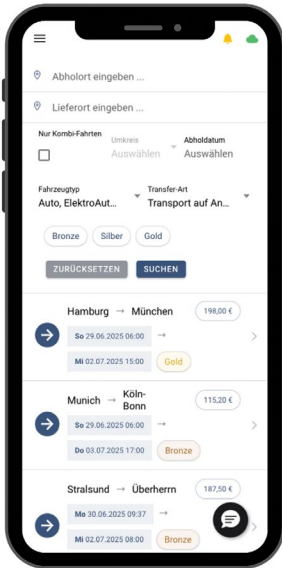 Abholort eingeben ...
Lieferort eingeben ...
Nur Kombi-Fahrten Umkreis Abholdatum
Auswählen Auswählen
Fahrzeugtyp Transfer-Art
Auto, ElektroAut... Transport auf An...
Bronze Silber Gold
ZURÜCKSETZEN SUCHEN
Hamburg → München 198,00 €
So 29.06.2025 06:00 →
Mi 02.07.2025 15:00 Gold
Munich → Köln-
Bonn 115,20 €
So 29.06.2025 06:00 →
Do 03.07.2025 17:00 Bronze
Stralsund → Überherrn 187,50 €
Mo 30.06.2025 09:37 →
Mi 02.07.2025 08:00 Bronze